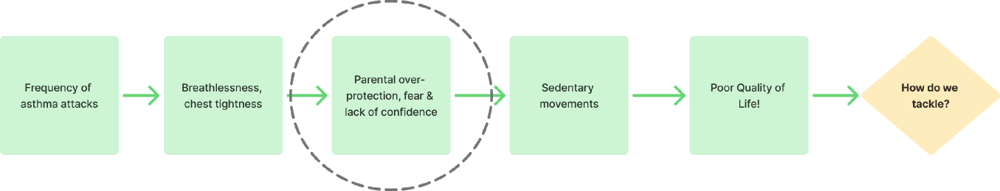 Frequency of
asthma attacks
Breathlessness,
chest tightness
Parental over-
protection, fear &
lack of confidence
Sedentary
movements
Poor Quality of
Life!
How do we
tackle?